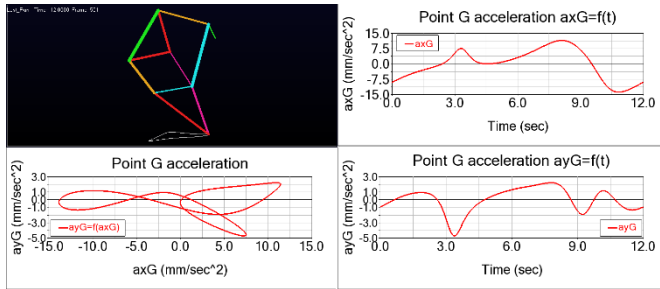 Time 12.0000 Frame 501
Point G acceleration axG=f(t)
axG (mm/sec^2)
15.0
7.5
0.0
-7.5
-15.0
axG
0.0
3.0
6.0
9.0
12.0
Time (sec)
Point G acceleration
ayG (mm/sec^2)
3.0
1.0
-1.0
-3.0
-5.0
ayG=f(axG)
-15.0
-10.0
-5.0
0.0
5.0
10.0
15.0
axG (mm/sec^2)
Point G acceleration ayG=f(t)
ayG (mm/sec^2)
3.0
1.0
-1.0
-3.0
-5.0
ayG
0.0
3.0
6.0
9.0
12.0
Time (sec)